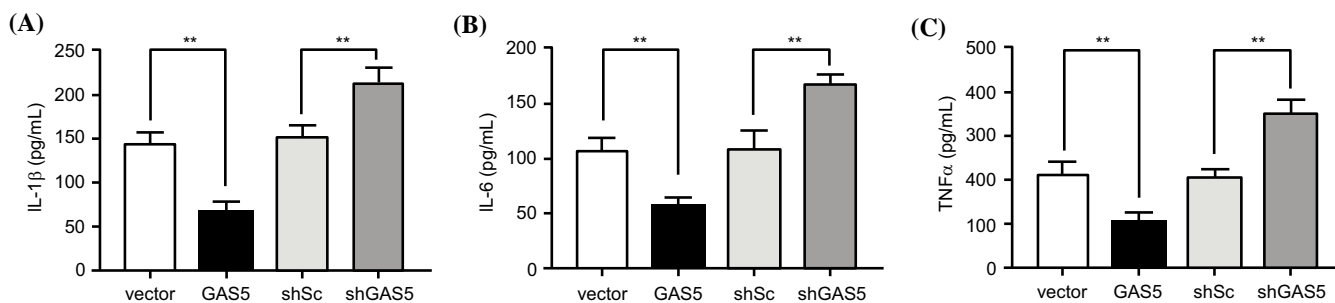 (A)
IL-1β (pg/mL)
250
200
150
100
50
0
**
**
vector GAS5 shSc shGAS5
(B)
IL-6 (pg/mL)
200
150
100
50
0
**
**
vector GAS5 shSc shGAS5
(C)
TNFα (pg/mL)
500
400
300
400
100
0
**
**
vector GAS5 shSc shGAS5